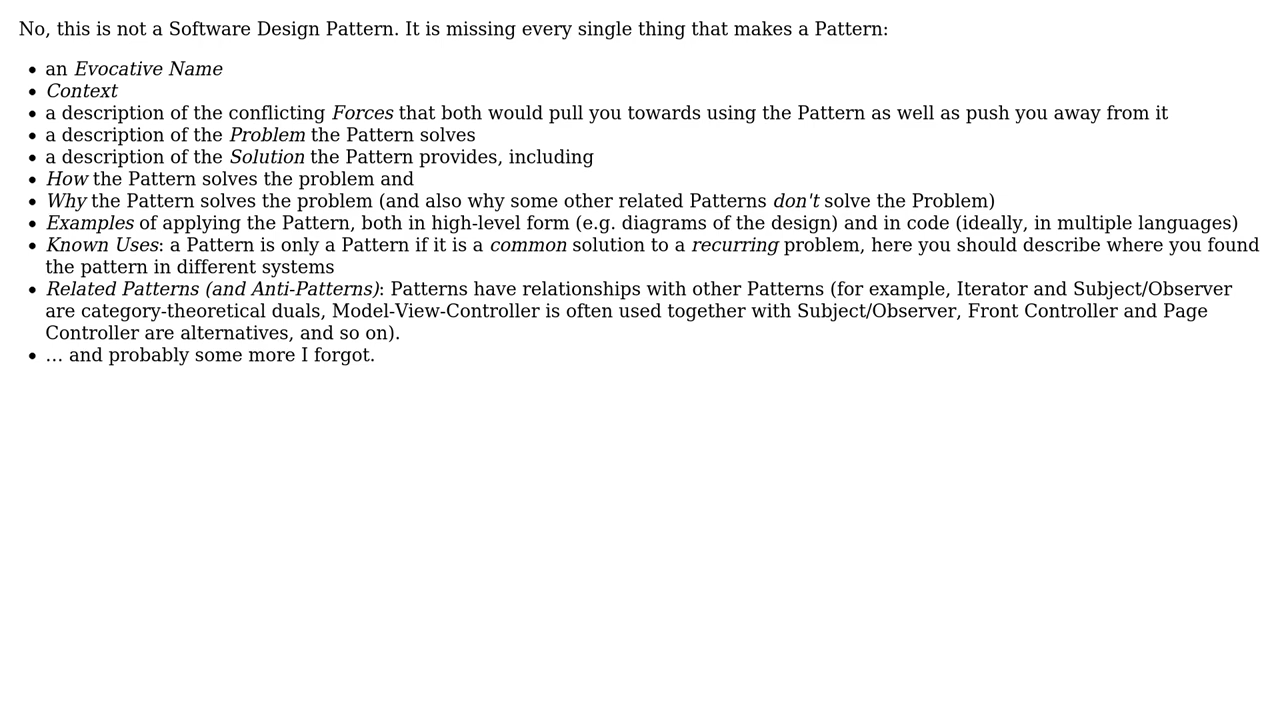 No, this is not a Software Design Pattern. It is missing every single thing that makes a Pattern:
• an Evocative Name
• Context
• a description of the conflicting Forces that both would pull you towards using the Pattern as well as push you away from it
• a description of the Problem the Pattern solves
• a description of the Solution the Pattern provides, including
• How the Pattern solves the problem and
• Why the Pattern solves the problem (and also why some other related Patterns don't solve the Problem)
• Examples of applying the Pattern, both in high-level form (e.g. diagrams of the design) and in code (ideally, in multiple languages)
• Known Uses: a Pattern is only a Pattern if it is a common solution to a recurring problem, here you should describe where you found
the pattern in different systems
• Related Patterns (and Anti-Patterns): Patterns have relationships with other Patterns (for example, Iterator and Subject/Observer
are category-theoretical duals, Model-View-Controller is often used together with Subject/Observer, Front Controller and Page
Controller are alternatives, and so on).
• … and probably some more I forgot.